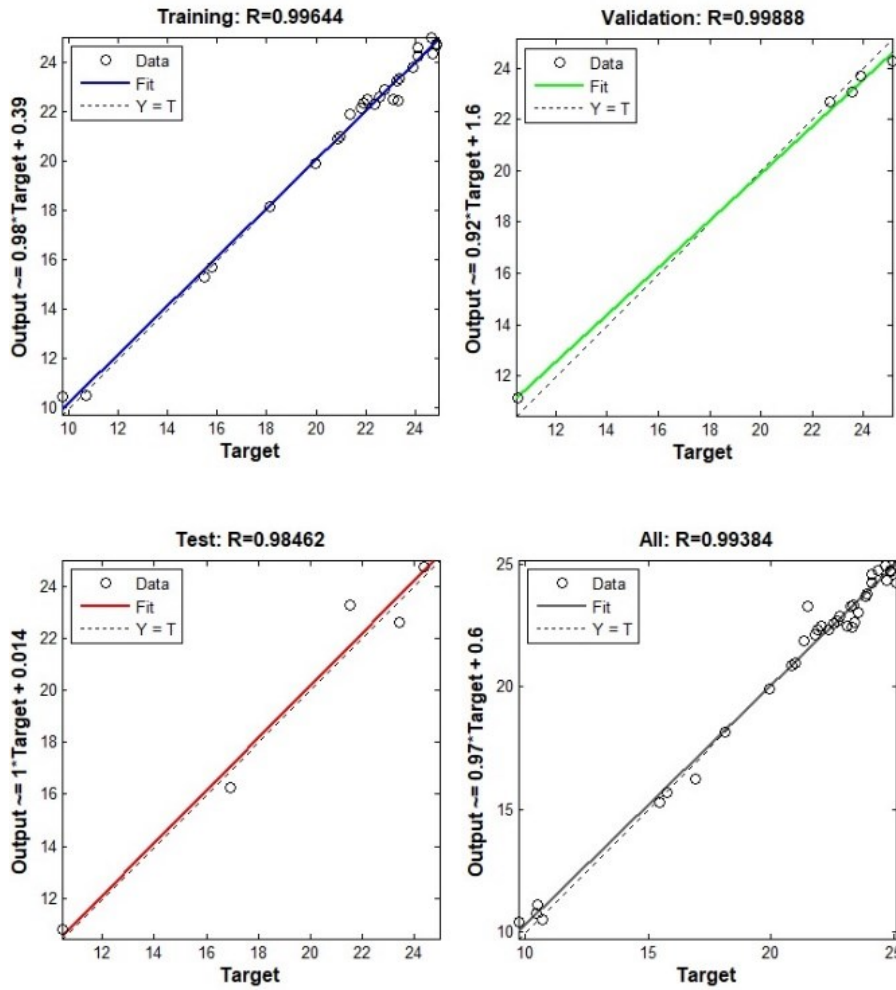 Training: R=0.99644
Data
Fit
Y = T
Output ~= 0.98*Target + 0.39
24
22
20
18
16
14
12
10
10 12 14 16 18 20 22 24
Target
Validation: R=0.99888
Data
Fit
Y = T
Output ~= 0.92*Target + 1.6
24
22
20
18
16
14
12
12 14 16 18 20 22 24
Target
Test: R=0.98462
Data
Fit
Y = T
Output ~= 1*Target + 0.014
24
22
20
18
16
14
12
12 14 16 18 20 22 24
Target
All: R=0.99384
Data
Fit
Y = T
Output ~= 0.97*Target + 0.6
25
20
15
10
10 15 20 25
Target